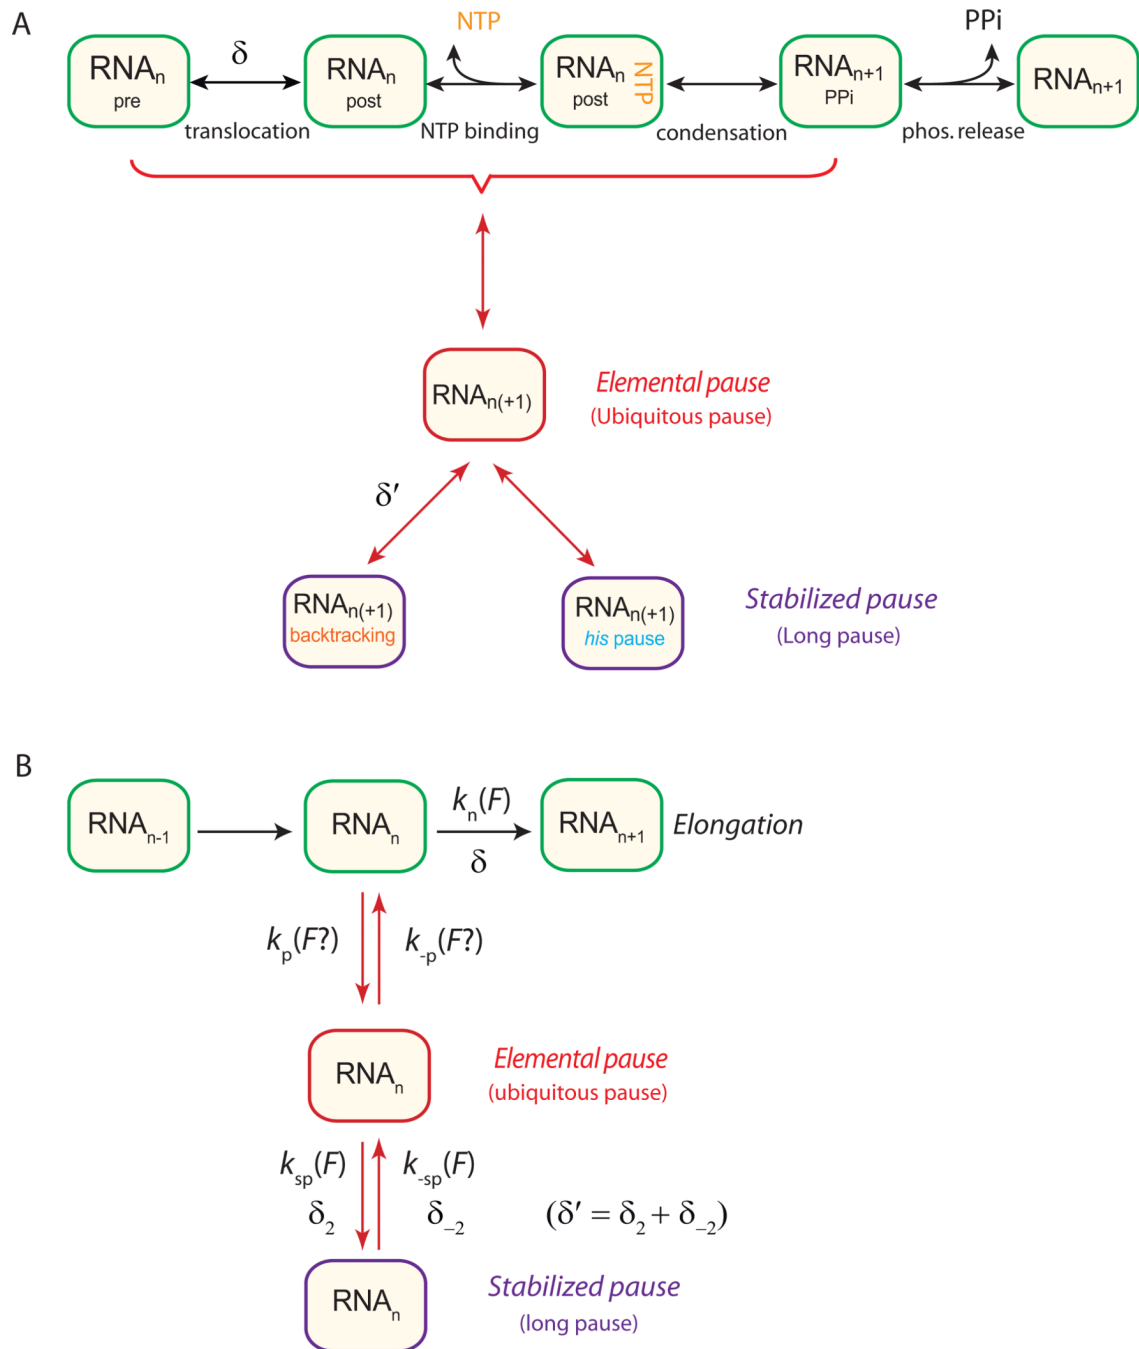 A
NTP
PPi
RNAn
pre
δ
translocation
RNAn
post
NTP binding
RNAn
post
NTP
condensation
RNAn+1
PPi
phos. release
RNAn+1
RNAn(+1)
Elemental pause
(Ubiquitous pause)
δ′
RNAn(+1)
backtracking
RNAn(+1)
his pause
Stabilized pause
(Long pause)
B
RNAn-1
RNAn
kn(F)
δ
RNAn+1
Elongation
kp(F?)
k-p(F?)
RNAn
Elemental pause
(ubiquitous pause)
ksp(F)
k-sp(F)
δ2
δ−2
(δ′ = δ2 + δ−2)
RNAn
Stabilized pause
(long pause)